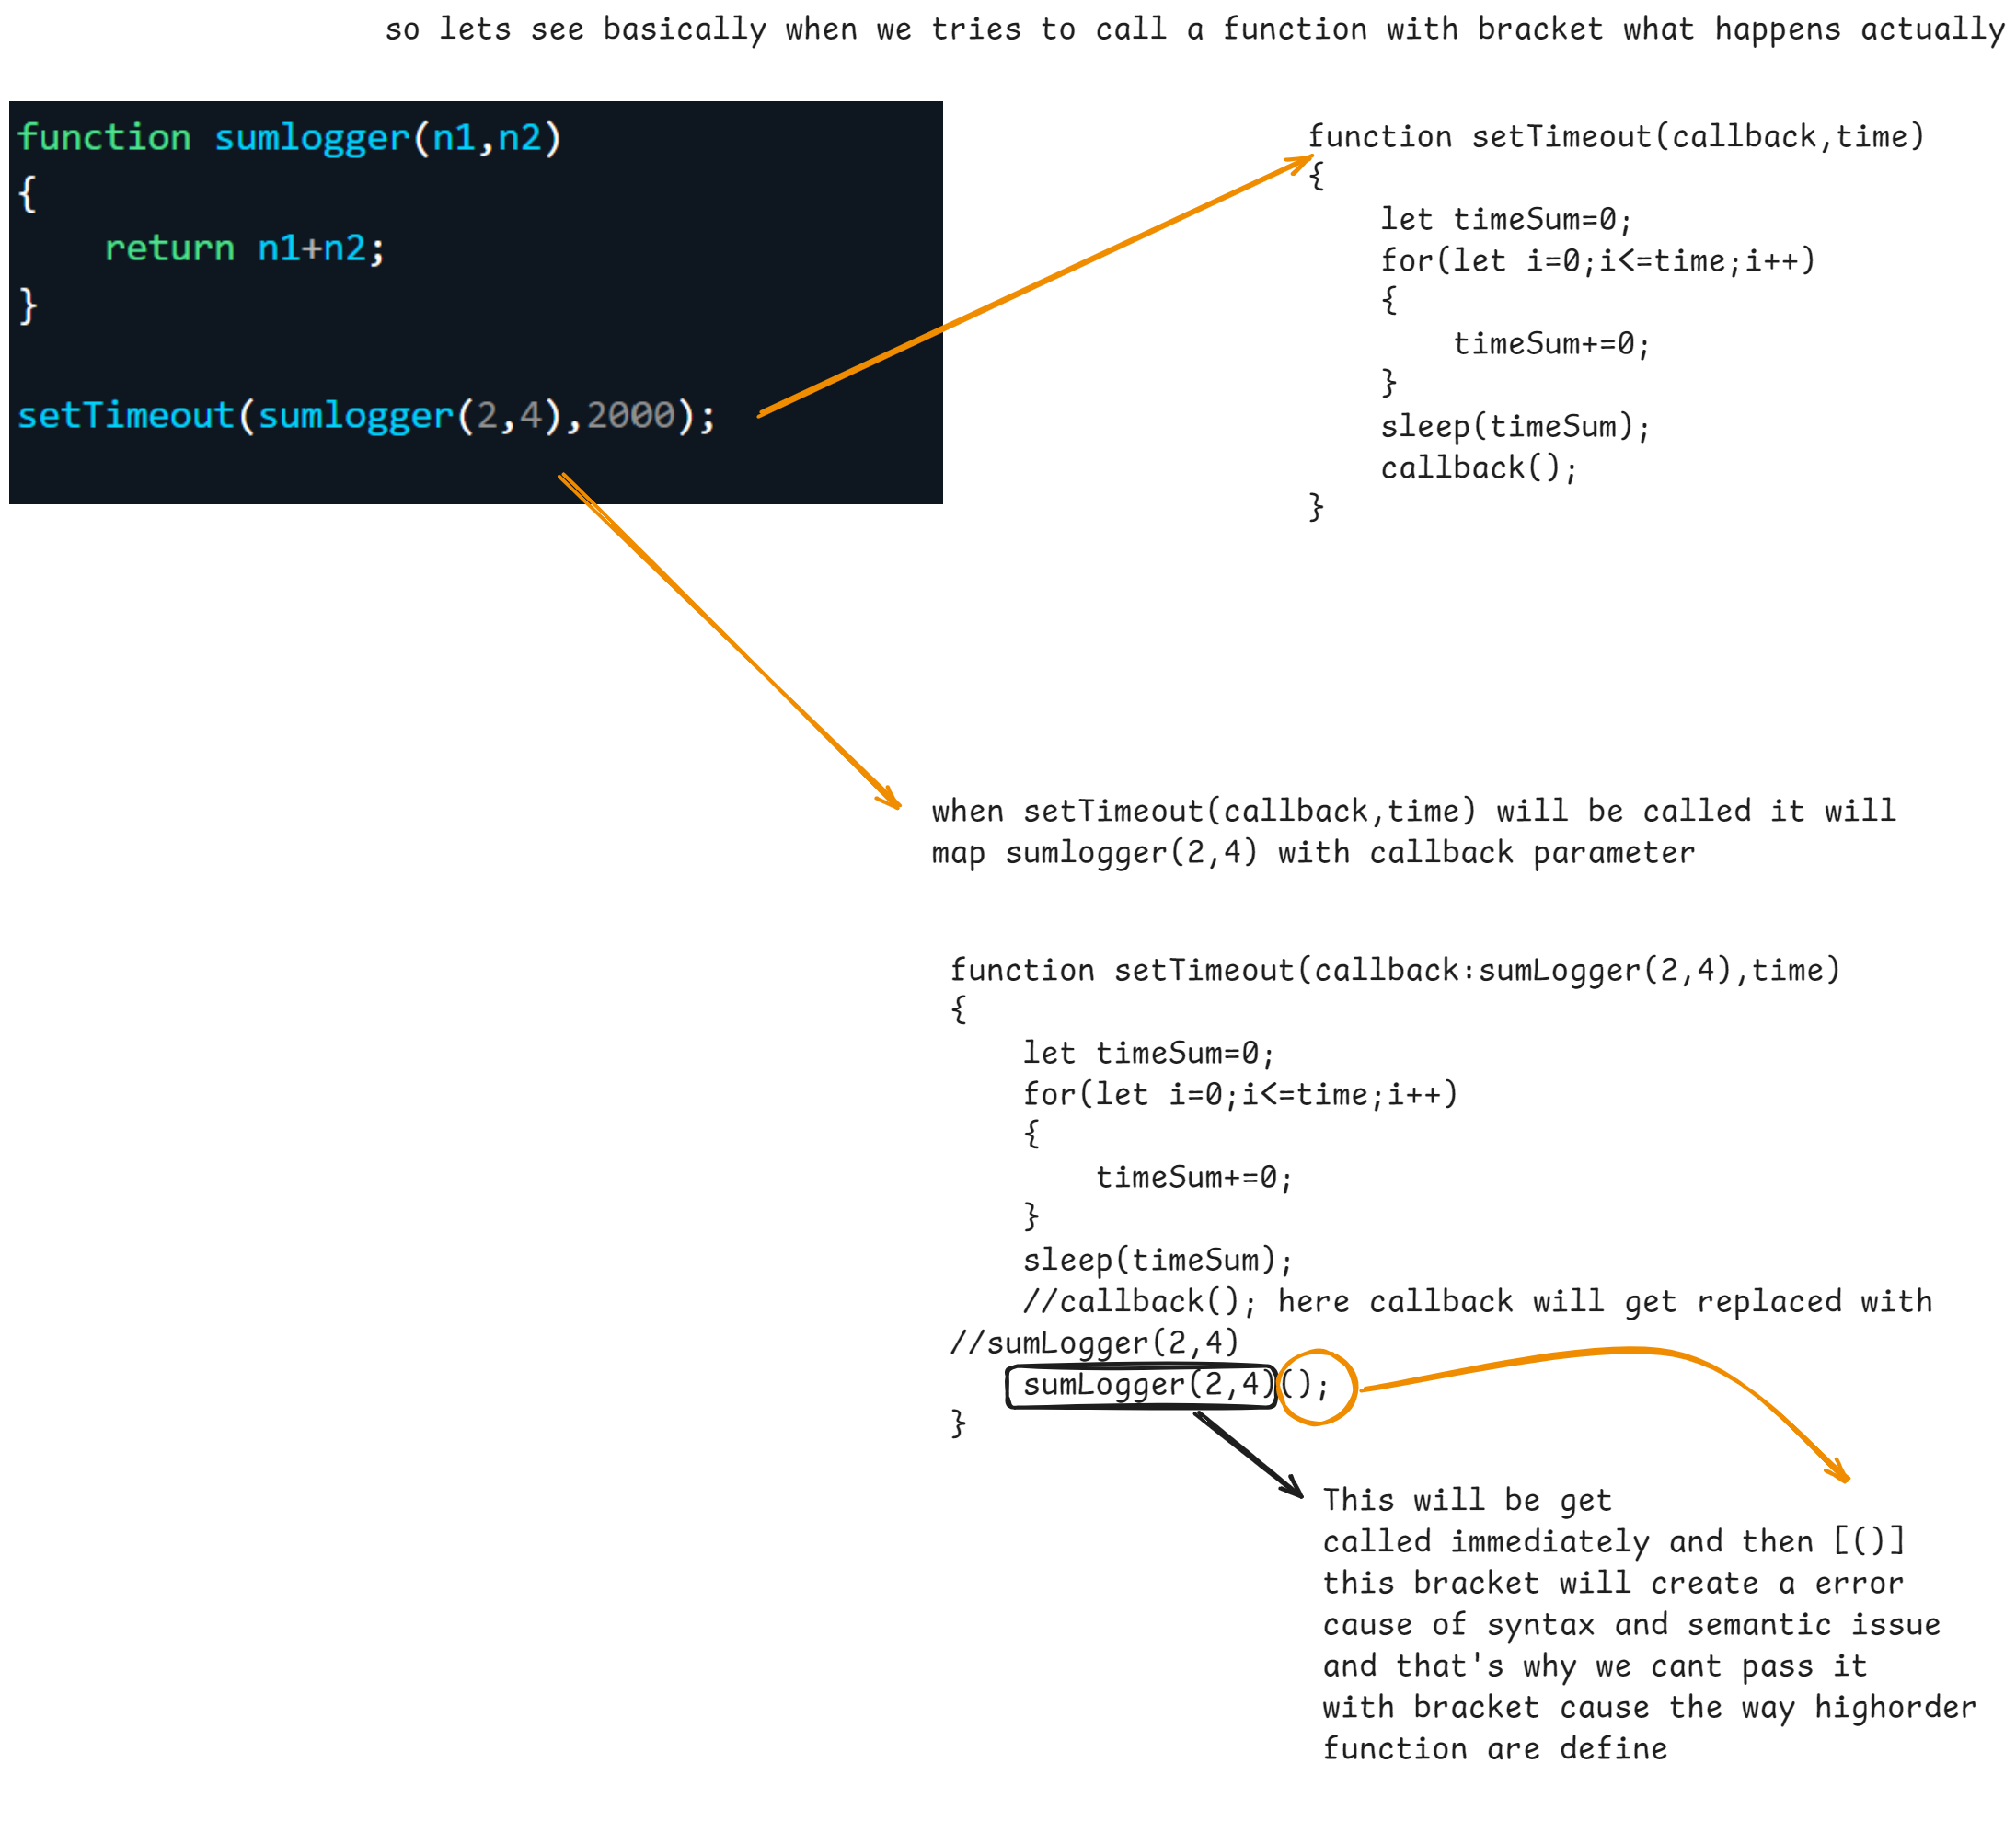 so lets see basically when we tries to call a function with bracket what happens actually
function sumlogger(n1,n2)
{
    return n1+n2;
}
setTimeout(sumlogger(2,4),2000);
function setTimeout(callback,time)
{
    let timeSum=0;
    for(let i=0;i<=time;i++)
    {
        timeSum+=0;
    }
    sleep(timeSum);
    callback();
}
when setTimeout(callback,time) will be called it will
map sumlogger(2,4) with callback parameter
function setTimeout(callback:sumLogger(2,4),time)
{
    let timeSum=0;
    for(let i=0;i<=time;i++)
    {
        timeSum+=0;
    }
    sleep(timeSum);
    //callback(); here callback will get replaced with
//sumLogger(2,4)
    sumLogger(2,4)();
}
This will be get
called immediately and then [()]
this bracket will create a error
cause of syntax and semantic issue
and that's why we cant pass it
with bracket cause the way highorder
function are define